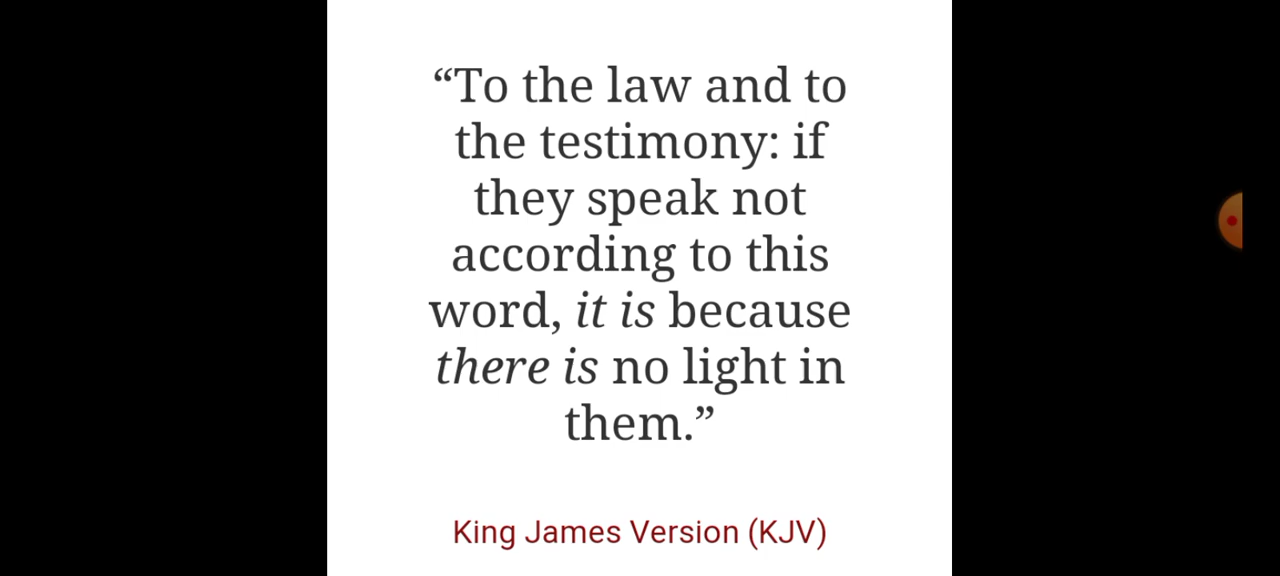 “To the law and to
the testimony: if
they speak not
according to this
word, it is because
there is no light in
them.”
King James Version (KJV)